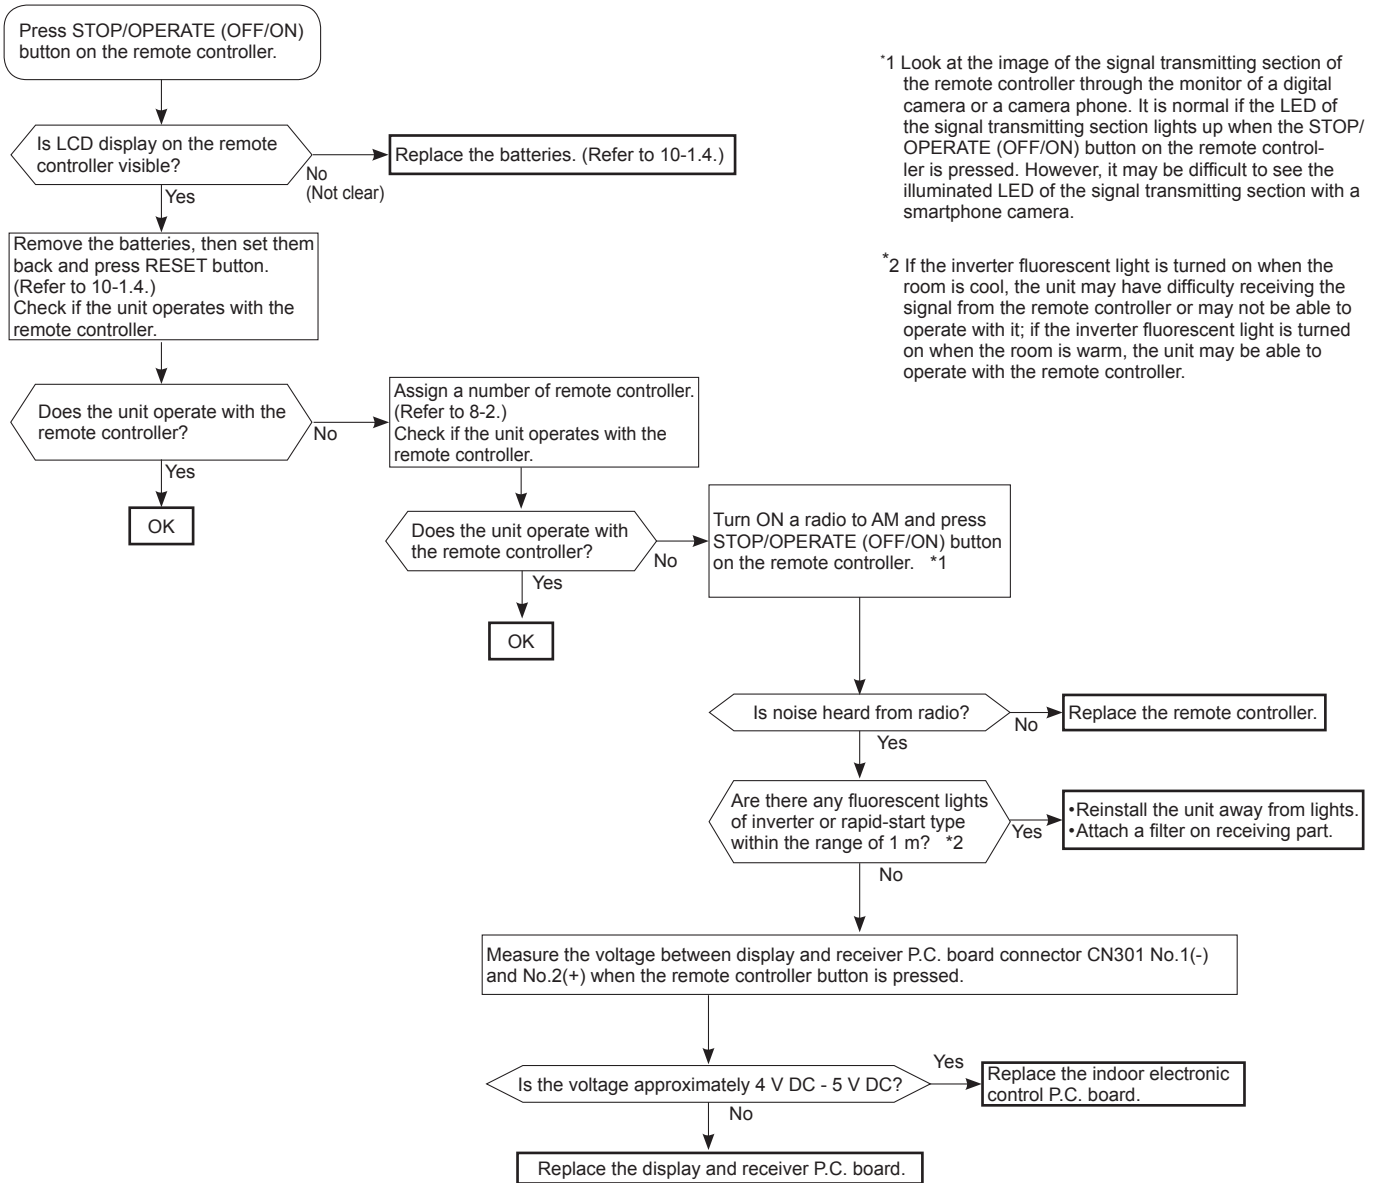 Press STOP/OPERATE (OFF/ON)
button on the remote controller.
Is LCD display on the remote
controller visible?
No
(Not clear)
Replace the batteries. (Refer to 10-1.4.)
Yes
Remove the batteries, then set them
back and press RESET button.
(Refer to 10-1.4.)
Check if the unit operates with the
remote controller.
Does the unit operate with the
remote controller?
No
Yes
OK
Assign a number of remote controller.
(Refer to 8-2.)
Check if the unit operates with the
remote controller.
Does the unit operate with
the remote controller?
No
Yes
OK
Turn ON a radio to AM and press
STOP/OPERATE (OFF/ON) button
on the remote controller. *1
Is noise heard from radio?
No
Replace the remote controller.
Yes
Are there any fluorescent lights
of inverter or rapid-start type
within the range of 1 m? *2
Yes
•Reinstall the unit away from lights.
•Attach a filter on receiving part.
No
Measure the voltage between display and receiver P.C. board connector CN301 No.1(-)
and No.2(+) when the remote controller button is pressed.
Is the voltage approximately 4 V DC - 5 V DC?
Yes
Replace the indoor electronic
control P.C. board.
No
Replace the display and receiver P.C. board.
*1 Look at the image of the signal transmitting section of
the remote controller through the monitor of a digital
camera or a camera phone. It is normal if the LED of
the signal transmitting section lights up when the STOP/
OPERATE (OFF/ON) button on the remote control-
ler is pressed. However, it may be difficult to see the
illuminated LED of the signal transmitting section with a
smartphone camera.
*2 If the inverter fluorescent light is turned on when the
room is cool, the unit may have difficulty receiving the
signal from the remote controller or may not be able to
operate with it; if the inverter fluorescent light is turned
on when the room is warm, the unit may be able to
operate with the remote controller.